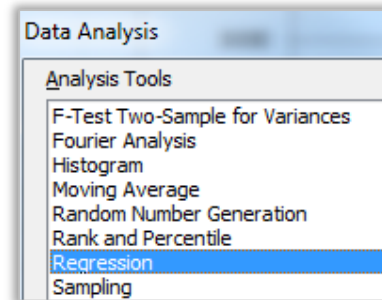 Data Analysis
Analysis Tools
F-Test Two-Sample for Variances
Fourier Analysis
Histogram
Moving Average
Random Number Generation
Rank and Percentile
Regression
Sampling